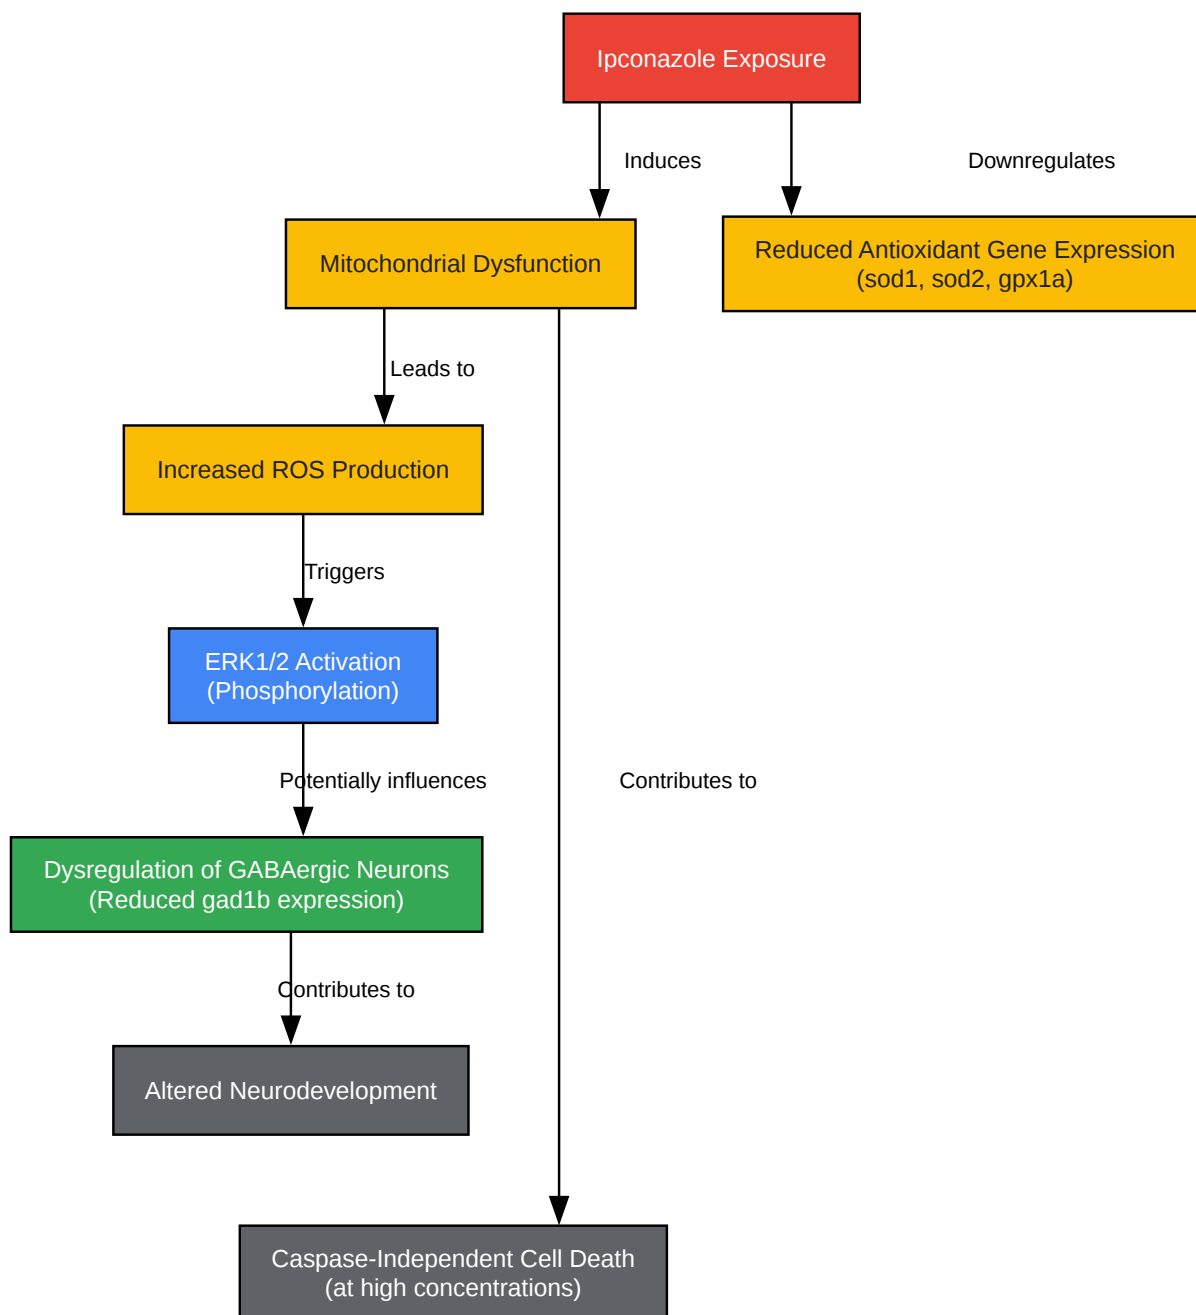 Ipconazole Exposure
Induces
Downregulates
Mitochondrial Dysfunction
Reduced Antioxidant Gene Expression
(sod1, sod2, gpx1a)
Leads to
Increased ROS Production
Triggers
ERK1/2 Activation
(Phosphorylation)
Potentially influences
Contributes to
Dysregulation of GABAergic Neurons
(Reduced gad1b expression)
Contributes to
Altered Neurodevelopment
Caspase-Independent Cell Death
(at high concentrations)